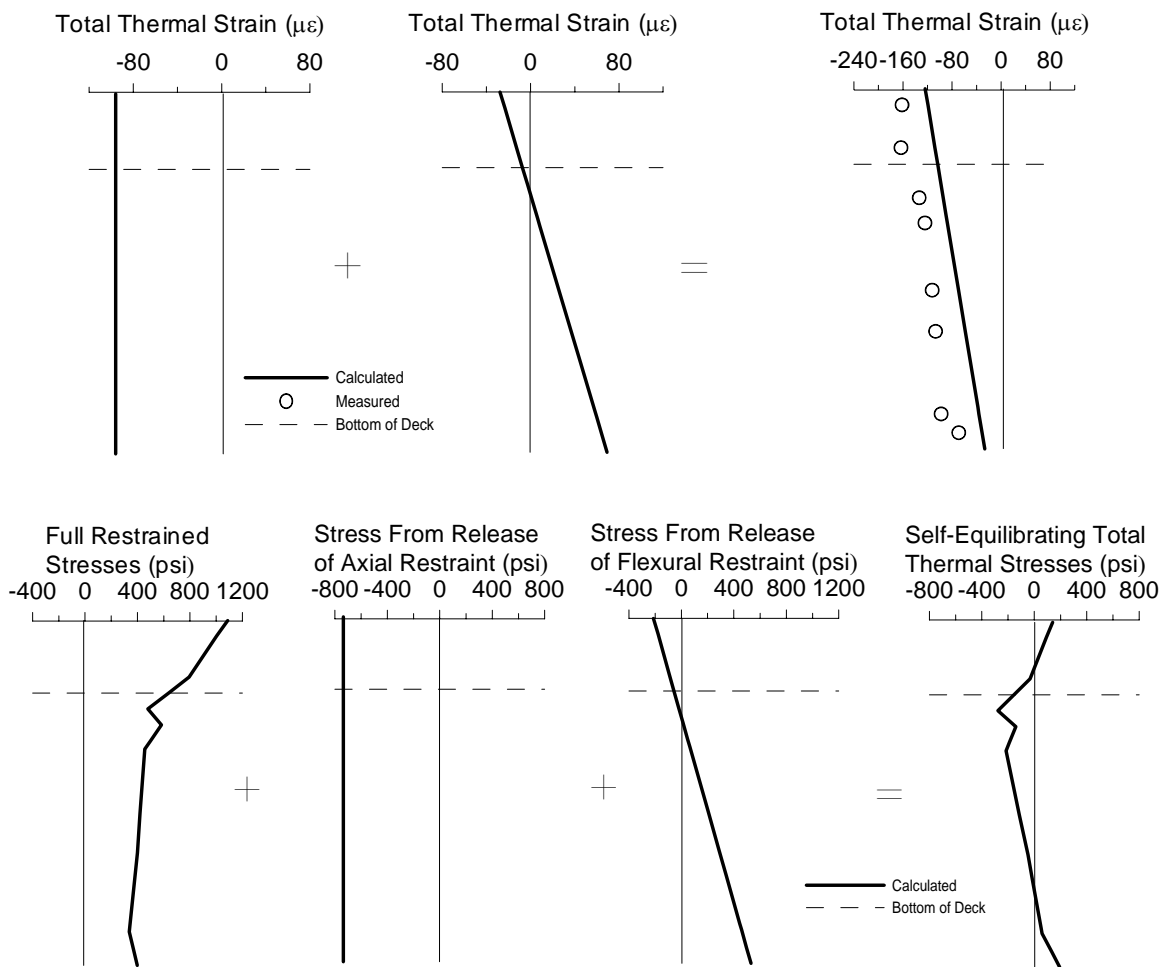 Total Thermal Strain (με)
-80 0 80
Total Thermal Strain (με)
-80 0 80
Total Thermal Strain (με)
-240 -160 -80 0 80
+
=
Calculated
Measured
Bottom of Deck
Full Restrained
Stresses (psi)
-400 0 400 800 1200
Stress From Release
of Axial Restraint (psi)
-800 -400 0 400 800
Stress From Release
of Flexural Restraint (psi)
-400 0 400 800 1200
Self-Equilibrating Total
Thermal Stresses (psi)
-800 -400 0 400 800
+
+
=
Calculated
Bottom of Deck